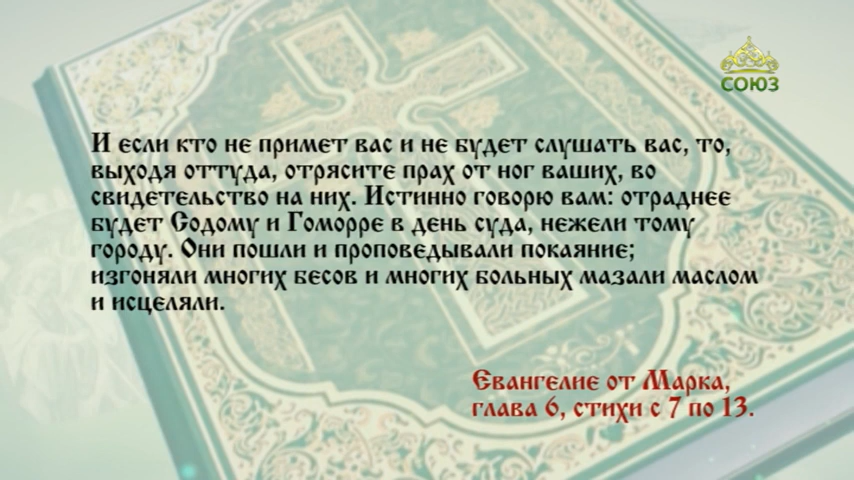 СОЮЗ
И если кто не примет вас и не будет слушать вас, то,
выходя оттуда, отрясите прах от ног ваших, во
свидетельство на них. Истинно говорю вам: отраднее
будет Содому и Гоморре в день суда, нежели тому
городу. Они пошли и проповедывали покаяние;
изгоняли многих бесов и многих больных мазали маслом
и исцеляли.
Евангелие от Марка,
глава 6, стихи с 7 по 13.